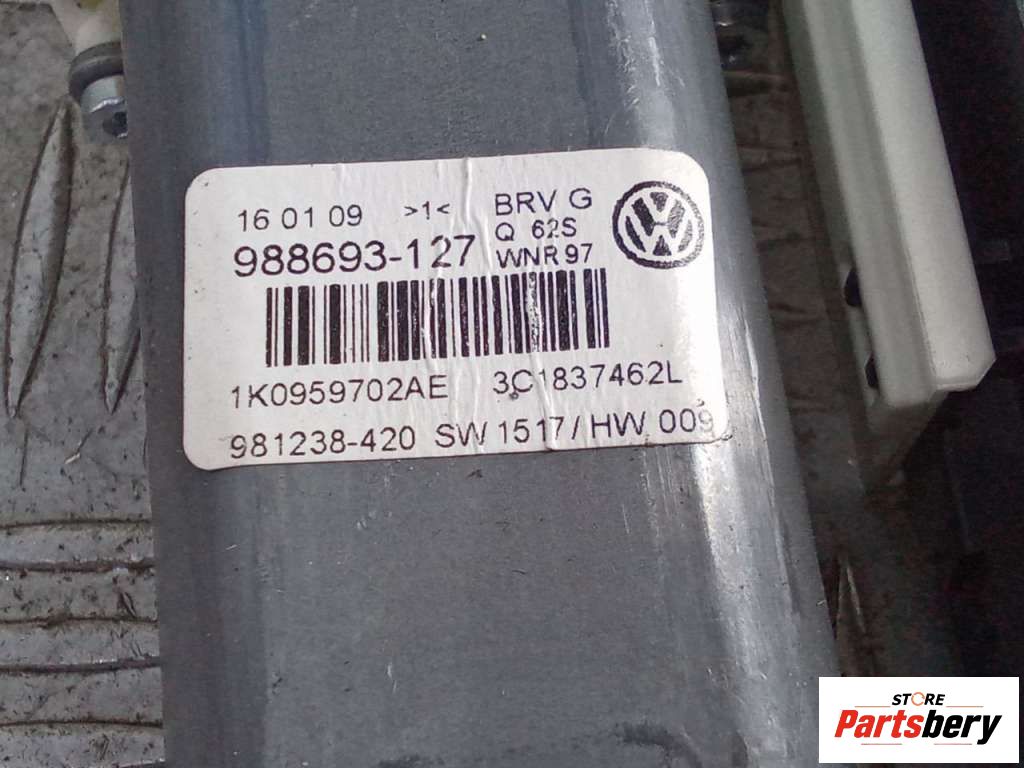 16 01 09 >1< BRV G
Q 62S
988693-127 WNR 97
1K0959702AE 3C1837462L
981238-420 SW 1517/HW 009
STORE
Partsbery